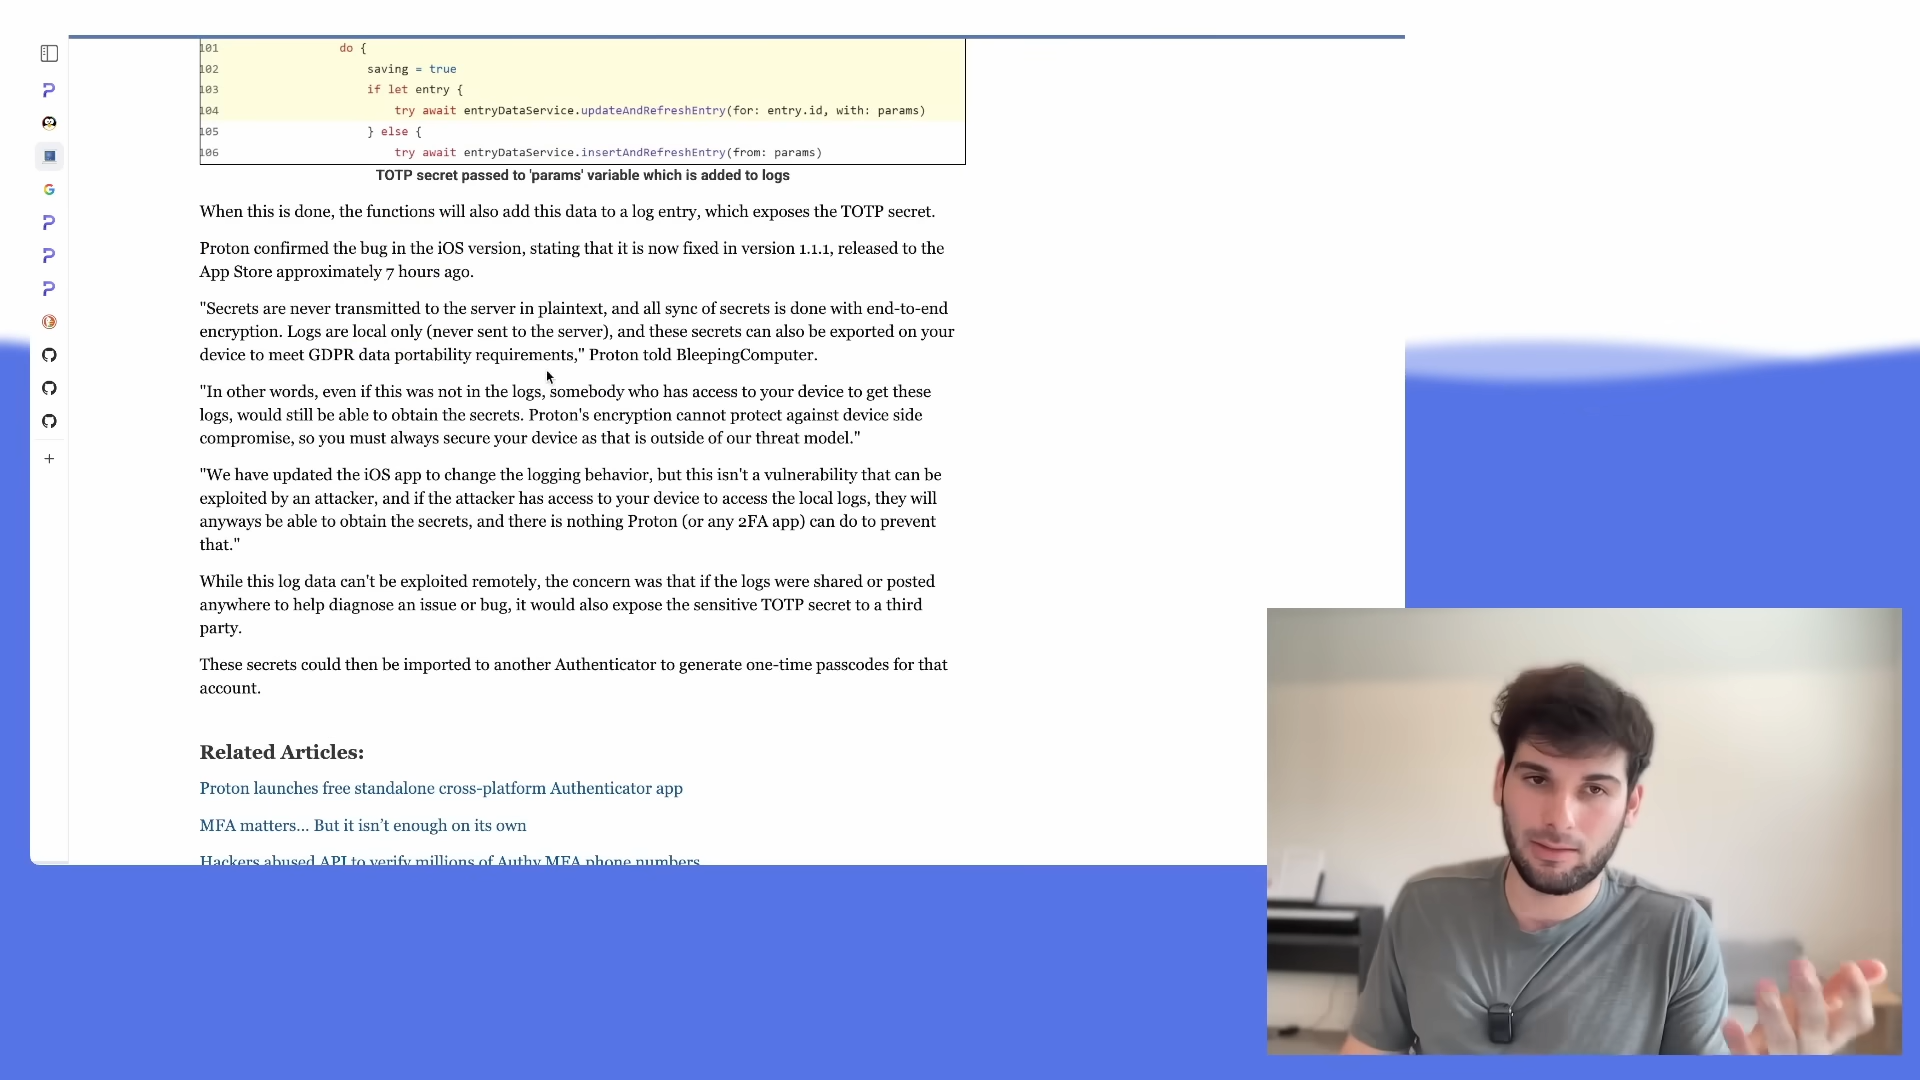 101 do {
102 saving = true
103 if let entry {
104 try await entryDataService.updateAndRefreshEntry(for: entry.id, with: params)
105 } else {
106 try await entryDataService.insertAndRefreshEntry(from: params)
TOTP secret passed to 'params' variable which is added to logs
When this is done, the functions will also add this data to a log entry, which exposes the TOTP secret.
Proton confirmed the bug in the iOS version, stating that it is now fixed in version 1.1.1, released to the
App Store approximately 7 hours ago.
"Secrets are never transmitted to the server in plaintext, and all sync of secrets is done with end-to-end
encryption. Logs are local only (never sent to the server), and these secrets can also be exported on your
device to meet GDPR data portability requirements," Proton told BleepingComputer.
"In other words, even if this was not in the logs, somebody who has access to your device to get these
logs, would still be able to obtain the secrets. Proton's encryption cannot protect against device side
compromise, so you must always secure your device as that is outside of our threat model."
"We have updated the iOS app to change the logging behavior, but this isn't a vulnerability that can be
exploited by an attacker, and if the attacker has access to your device to access the local logs, they will
anyways be able to obtain the secrets, and there is nothing Proton (or any 2FA app) can do to prevent
that."
While this log data can't be exploited remotely, the concern was that if the logs were shared or posted
anywhere to help diagnose an issue or bug, it would also expose the sensitive TOTP secret to a third
party.
These secrets could then be imported to another Authenticator to generate one-time passcodes for that
account.
Related Articles:
Proton launches free standalone cross-platform Authenticator app
MFA matters... But it isn't enough on its own
Hackers abused API to verify millions of Authy MFA phone numbers